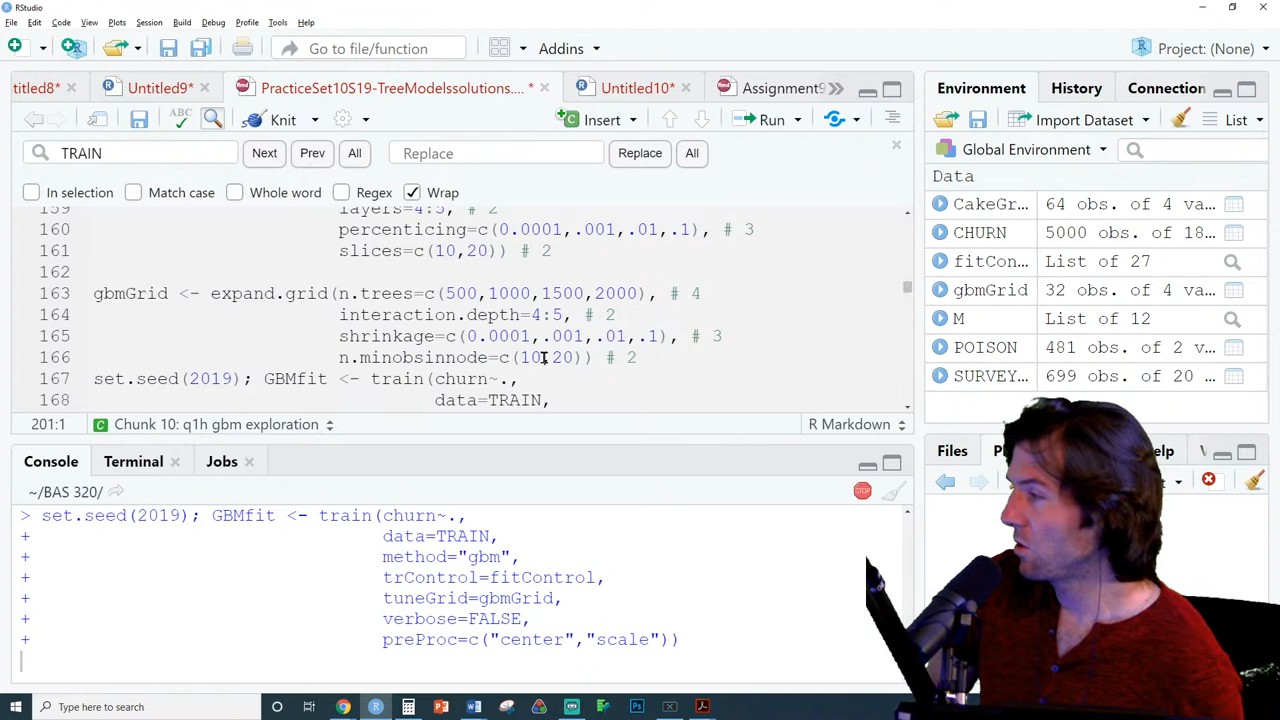 RStudio
File Edit Code View Plots Session Build Debug Profile Tools Help
Go to file/function
Addins
Project: (None)
titled8*
Untitled9*
PracticeSet10S19-TreeModelssolutions.... *
Untitled10*
Assignment9
ABC
Knit
Insert
Run
TRAIN
Next
Prev
All
Replace
Replace
All
In selection
Match case
Whole word
Regex
Wrap
159 layers=4:5, # 2
160 percenticing=c(0.0001,.001,.01,.1), # 3
161 slices=c(10,20)) # 2
162
163 gbmGrid <- expand.grid(n.trees=c(500,1000,1500,2000), # 4
164 interaction.depth=4:5, # 2
165 shrinkage=c(0.0001,.001,.01,.1), # 3
166 n.minobsinnode=c(10,20)) # 2
167 set.seed(2019); GBMfit <- train(churn~.,
168 data=TRAIN,
201:1
Chunk 10: q1h gbm exploration
R Markdown
Console
Terminal
Jobs
~/BAS 320/
STOP
> set.seed(2019); GBMfit <- train(churn~.,
+ data=TRAIN,
+ method="gbm",
+ trControl=fitControl,
+ tuneGrid=gbmGrid,
+ verbose=FALSE,
+ preProc=c("center","scale"))
Environment
History
Connection
Import Dataset
List
Global Environment
Data
CakeGr... 64 obs. of 4 va...
CHURN 5000 obs. of 18...
fitCon... List of 27
gbmGrid 32 obs. of 4 va...
M List of 12
POISON 481 obs. of 2 va...
SURVEY... 699 obs. of 20 ...
Files
Type here to search